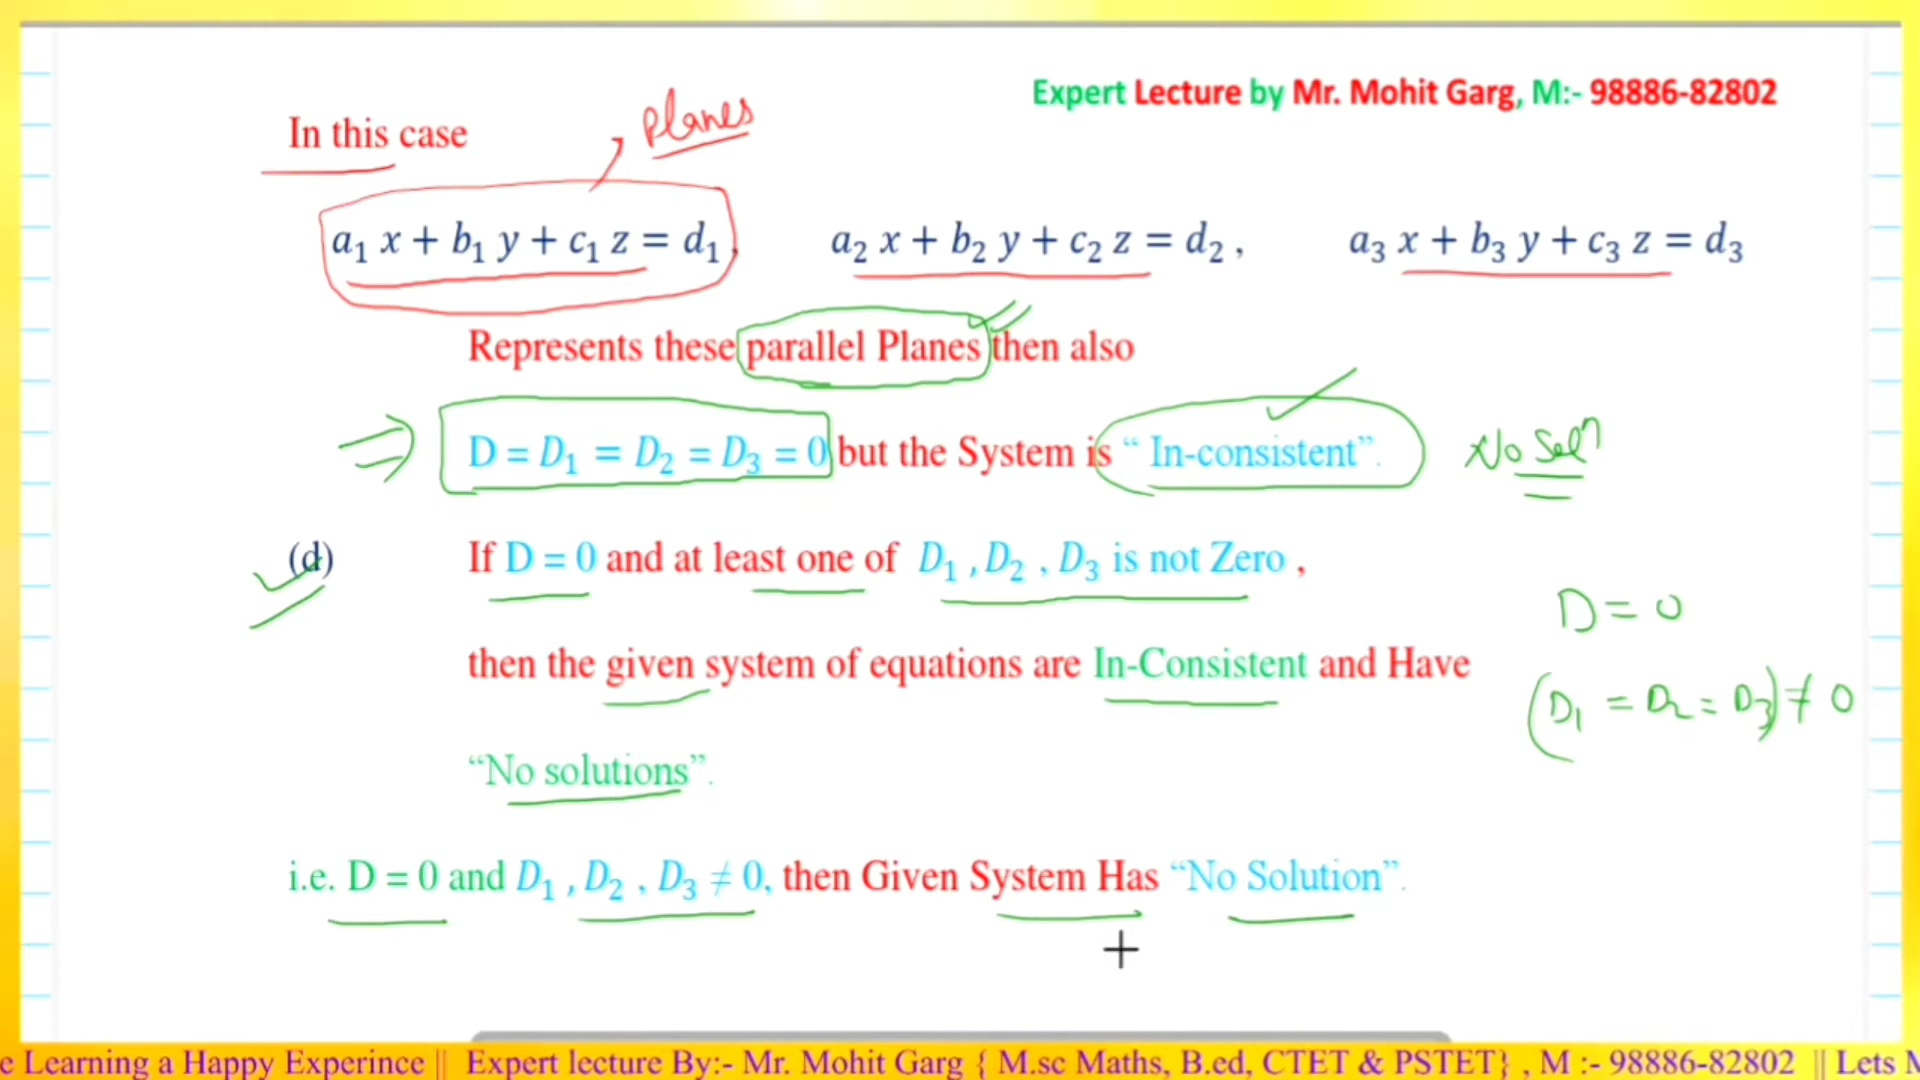 Expert Lecture by Mr. Mohit Garg, M:- 98886-82802
In this case
planes
a₁ x + b₁ y + c₁ z = d₁ , a₂ x + b₂ y + c₂ z = d₂ , a₃ x + b₃ y + c₃ z = d₃
Represents these parallel Planes then also
D = D₁ = D₂ = D₃ = 0 but the System is “ In-consistent”. No Solⁿ
(d) If D = 0 and at least one of D₁ , D₂ , D₃ is not Zero ,
D = 0
then the given system of equations are In-Consistent and Have
(D₁ = D₂ = D₃) ≠ 0
“No solutions”.
i.e. D = 0 and D₁ , D₂ , D₃ ≠ 0, then Given System Has “No Solution”.
e Learning a Happy Experince || Expert lecture By:- Mr. Mohit Garg { M.sc Maths, B.ed, CTET & PSTET} , M :- 98886-82802 || Lets M